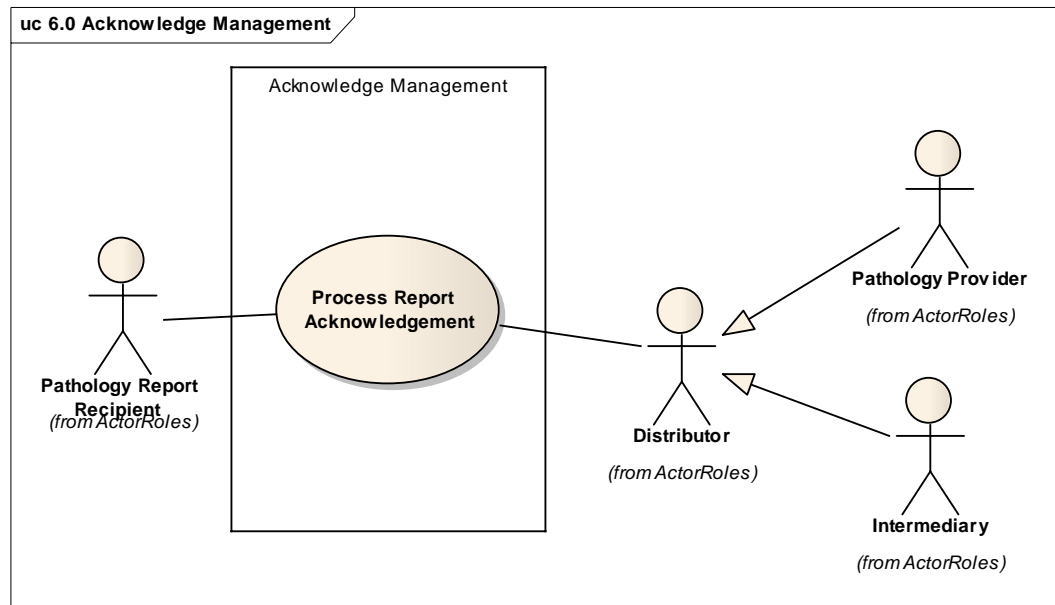 uc 6.0 Acknowledge Management
Acknowledge Management
Process Report
Acknowledgement
Pathology Report
Recipient
(from ActorRoles)
Distributor
(from ActorRoles)
Pathology Provider
(from ActorRoles)
Intermediary
(from ActorRoles)